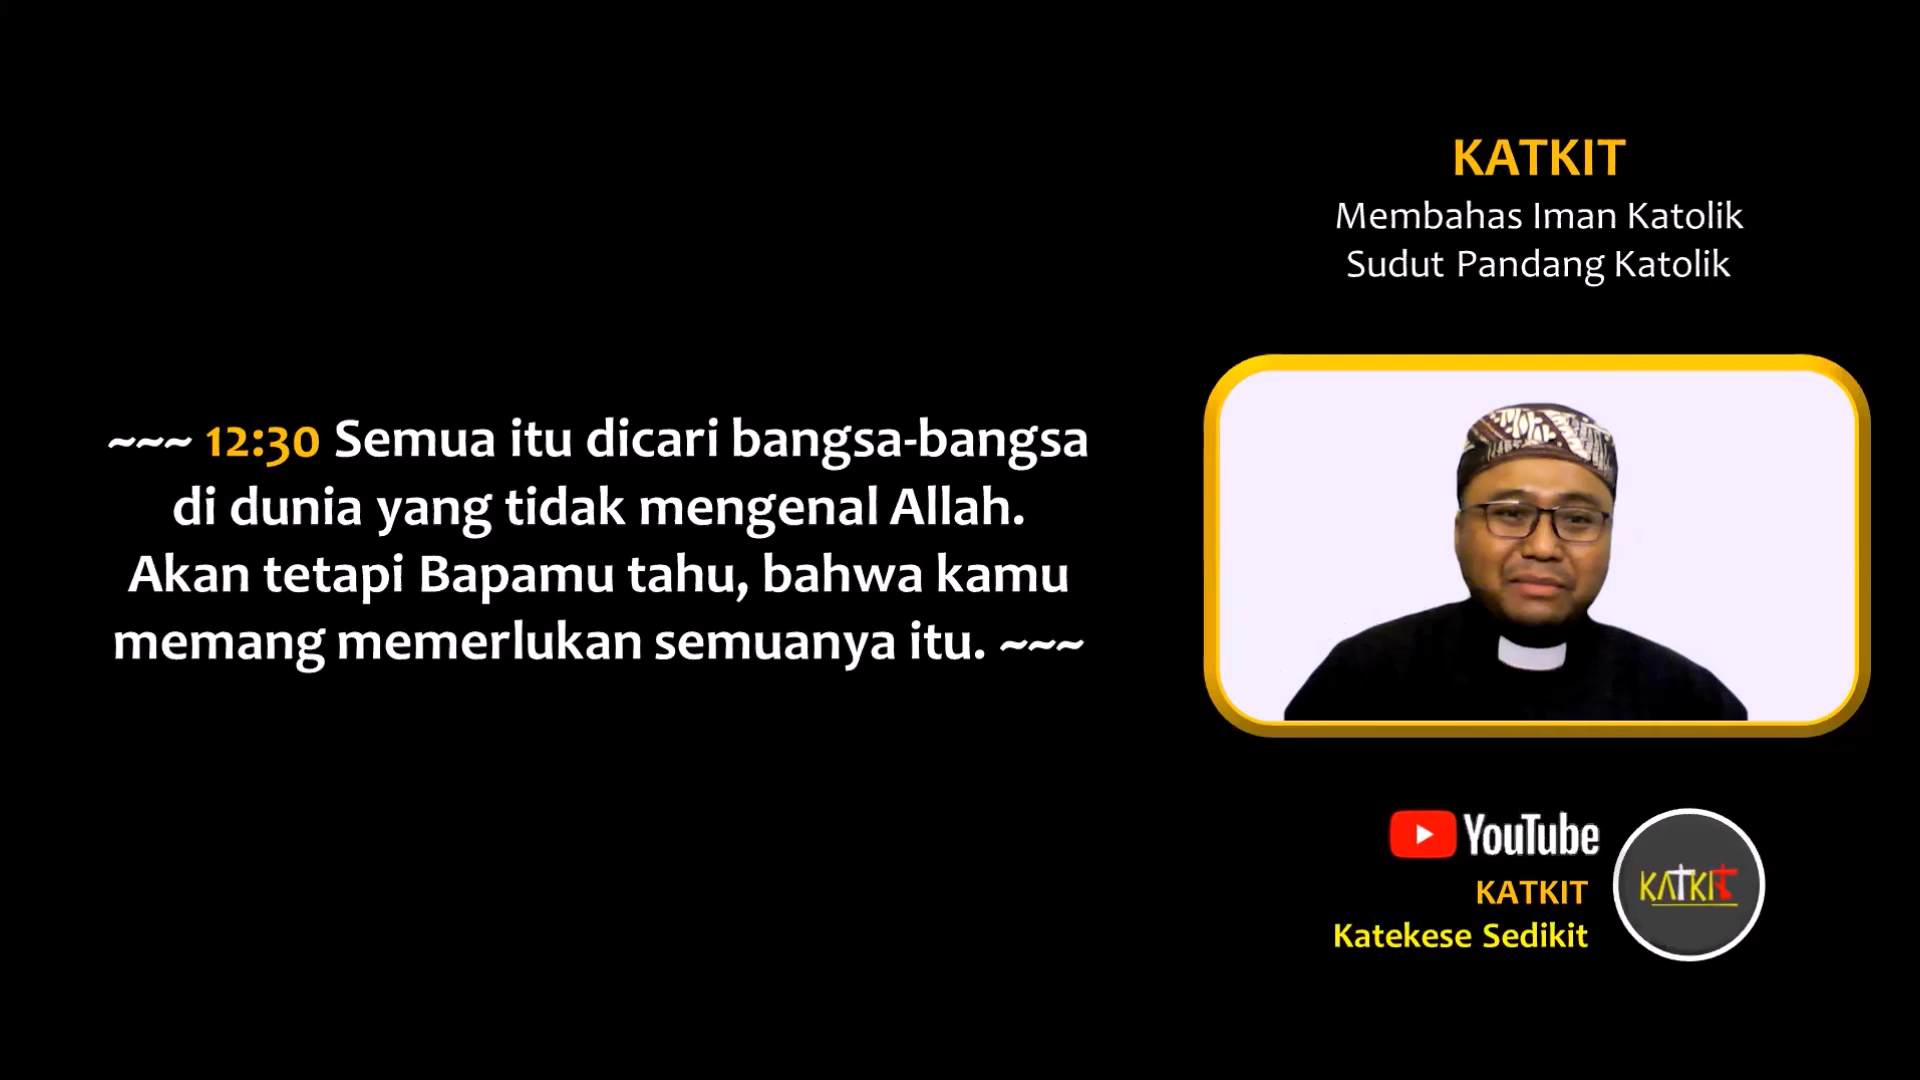 ~~~ 12:30 Semua itu dicari bangsa-bangsa
di dunia yang tidak mengenal Allah.
Akan tetapi Bapamu tahu, bahwa kamu
memang memerlukan semuanya itu. ~~~
KATKIT
Membahas Iman Katolik
Sudut Pandang Katolik
YouTube
KATKIT
Katekese Sedikit
KATKIT